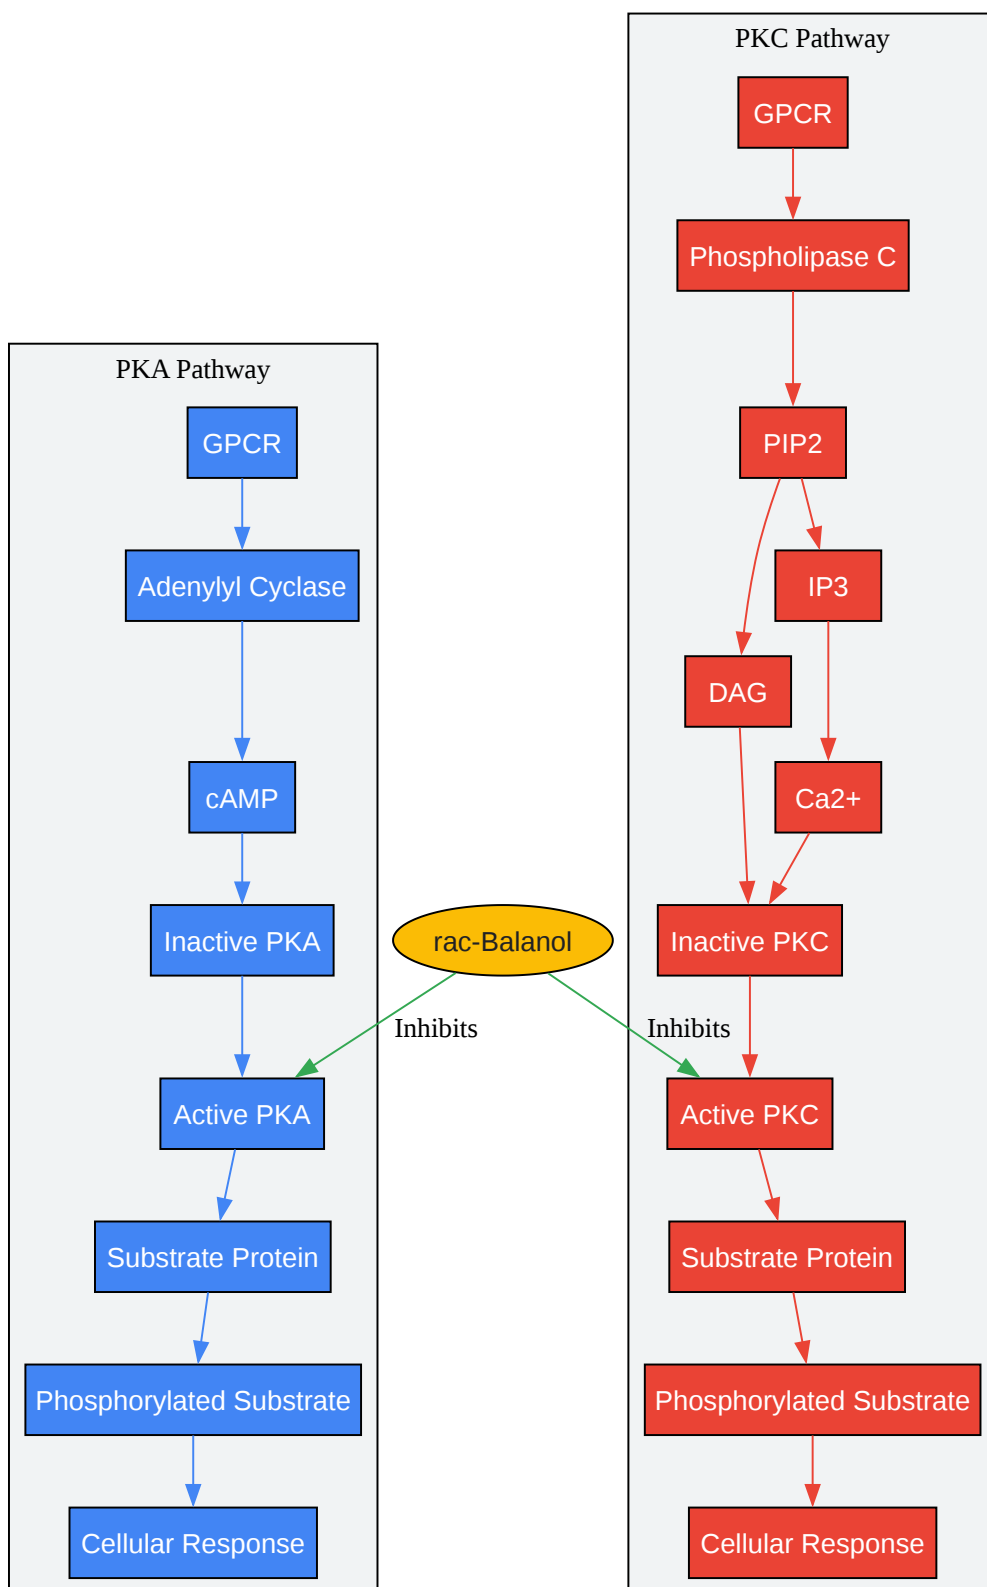 PKC Pathway
GPCR
Phospholipase C
PKA Pathway
GPCR
PIP2
Adenylyl Cyclase
IP3
DAG
cAMP
Ca2+
Inactive PKA
rac-Balanol
Inactive PKC
Inhibits
Inhibits
Active PKA
Active PKC
Substrate Protein
Substrate Protein
Phosphorylated Substrate
Phosphorylated Substrate
Cellular Response
Cellular Response